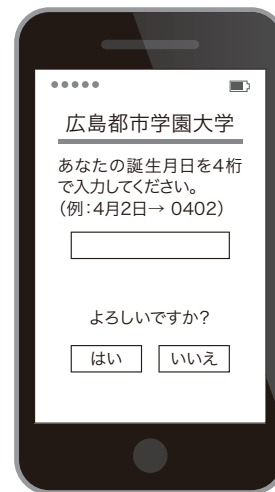 広島都市学園大学
あなたの誕生月日を4桁
で入力してください。
(例:4月2日→ 0402)
よろしいですか?
はい いいえ